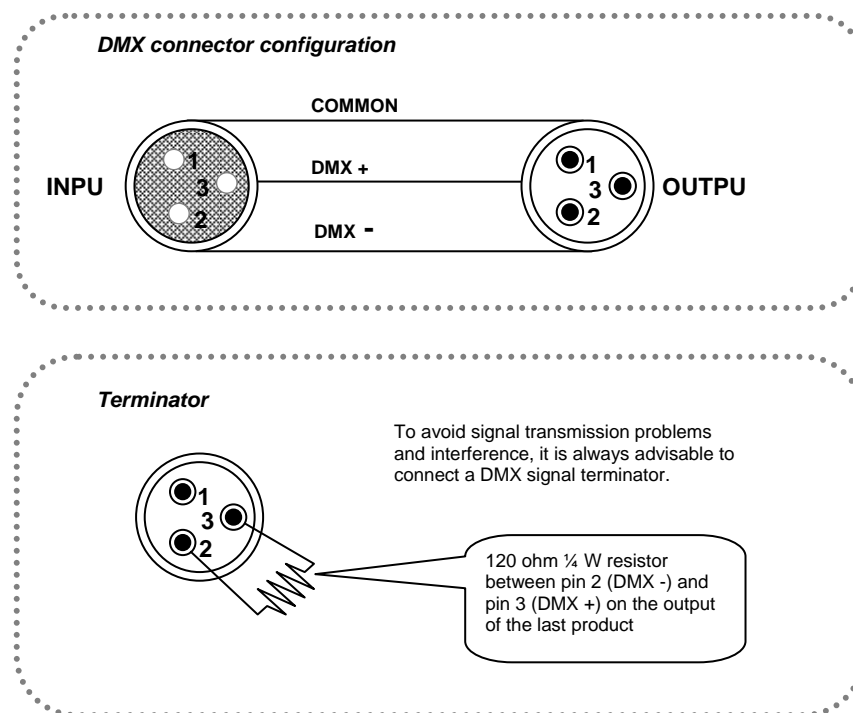 DMX connector configuration
COMMON
INPU
1
3
2
DMX +
DMX -
1
3
2
OUTPU
Terminator
To avoid signal transmission problems
and interference, it is always advisable to
connect a DMX signal terminator.
1
3
2
120 ohm ¼ W resistor
between pin 2 (DMX -) and
pin 3 (DMX +) on the output
of the last product